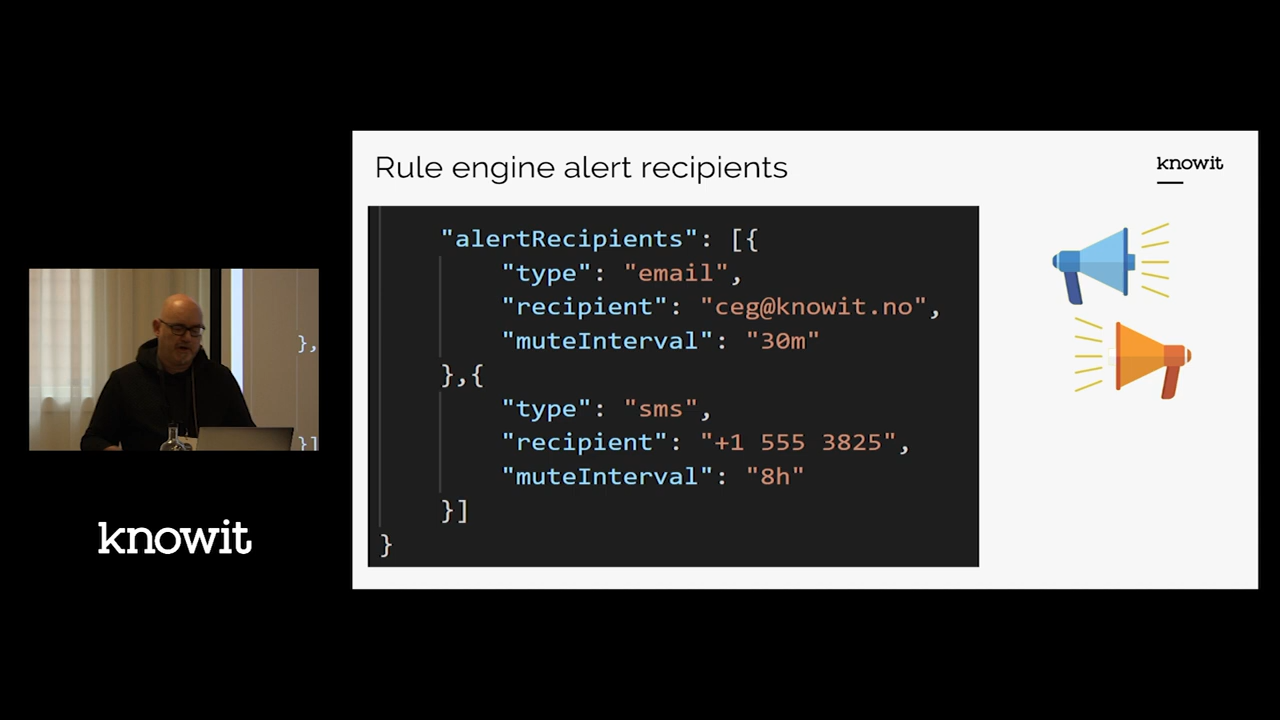 Rule engine alert recipients
knowit
"alertRecipients": [{
"type": "email",
"recipient": "ceg@knowit.no",
"muteInterval": "30m"
},{
"type": "sms",
"recipient": "+1 555 3825",
"muteInterval": "8h"
}]
}
},
}]
knowit